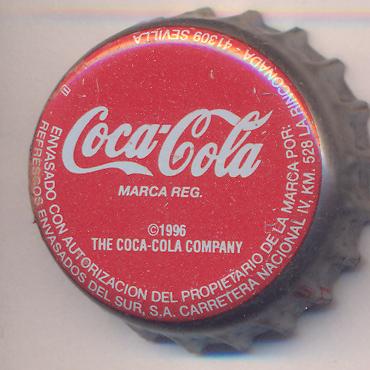 Coca-Cola
MARCA REG.
©1996
THE COCA-COLA COMPANY
ENVASADO CON AUTORIZACION DEL PROPIETARIO DE LA MARCA POR:
REFRESCOS ENVASADOS DEL SUR, S.A. CARRETERA NACIONAL IV, KM. 528 LA RINCONADA - 41309 SEVILLA